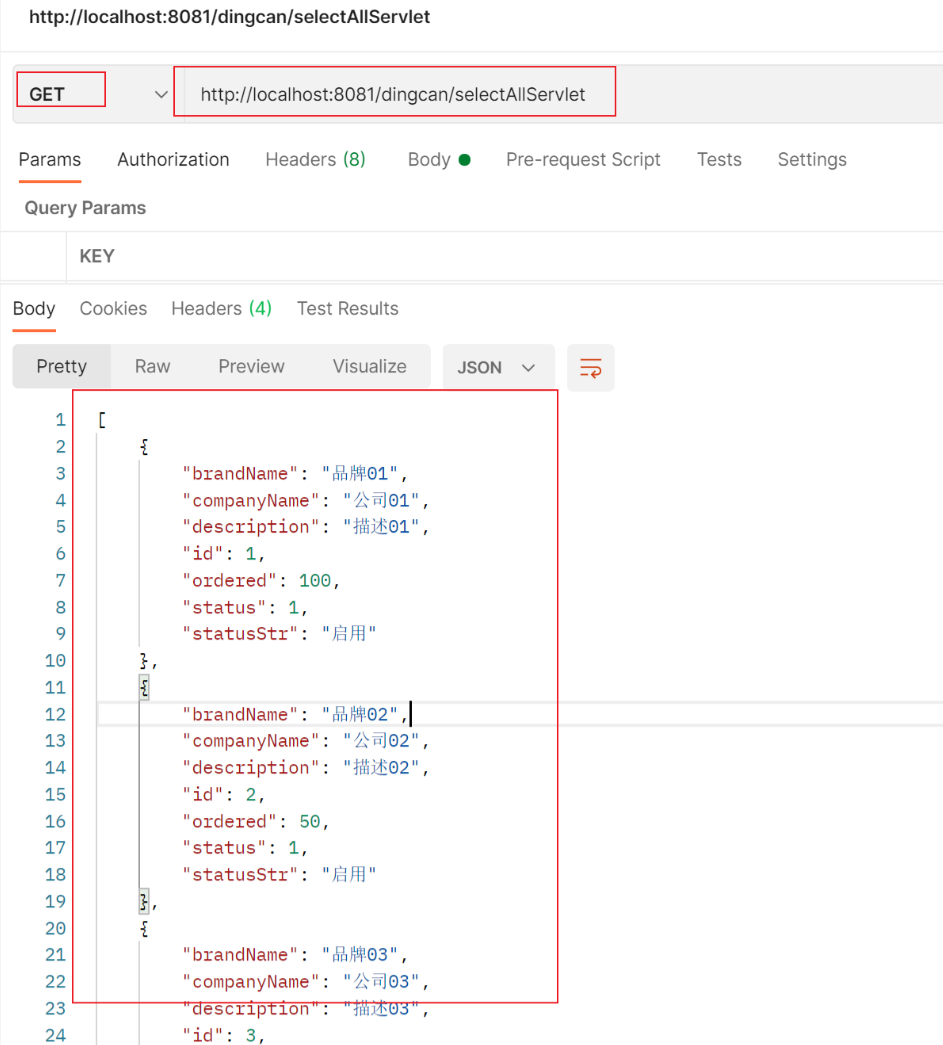 http://localhost:8081/dingcan/selectAllServlet
GET http://localhost:8081/dingcan/selectAllServlet
Params Authorization Headers (8) Body Pre-request Script Tests Settings
Query Params
KEY
Body Cookies Headers (4) Test Results
Pretty Raw Preview Visualize JSON
1 [
2 {
3 "brandName": "品牌01",
4 "companyName": "公司01",
5 "description": "描述01",
6 "id": 1,
7 "ordered": 100,
8 "status": 1,
9 "statusStr": "启用"
10 },
11 {
12 "brandName": "品牌02",
13 "companyName": "公司02",
14 "description": "描述02",
15 "id": 2,
16 "ordered": 50,
17 "status": 1,
18 "statusStr": "启用"
19 },
20 {
21 "brandName": "品牌03",
22 "companyName": "公司03",
23 "description": "描述03",
24 "id": 3,